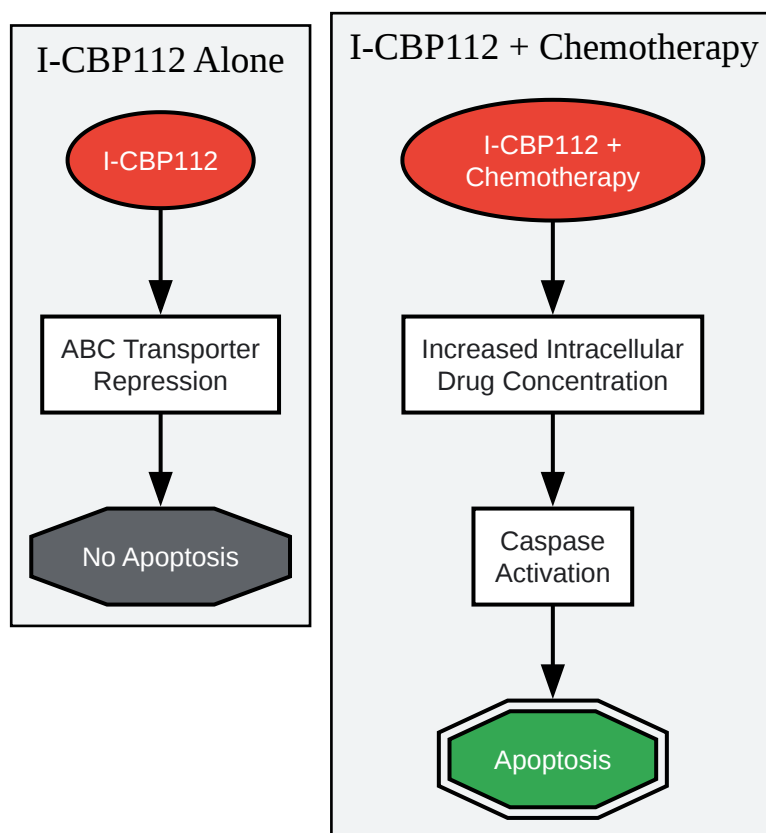 I-CBP112 Alone
I-CBP112
ABC Transporter
Repression
No Apoptosis
I-CBP112 + Chemotherapy
I-CBP112 +
Chemotherapy
Increased Intracellular
Drug Concentration
Caspase
Activation
Apoptosis